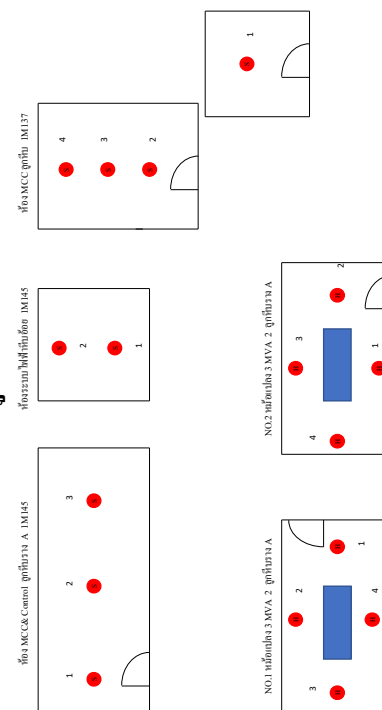 ห้อง MCC& Control ลูกหีบราง A 1M145
1 2 3
S S S
ห้องระบบไฟฟ้าหีบอ้อย 1M145
2
S
1
S
ห้อง MCC ลูกหีบ 1M137
4
S
3
S
2
S
1
S
NO.1 หม้อแปลง 3 MVA 2 ลูกหีบราง A
2
H
3
H
1
H
4
H
NO.2 หม้อแปลง 3 MVA 2 ลูกหีบราง A
3
H
4
H
2
H
1
H